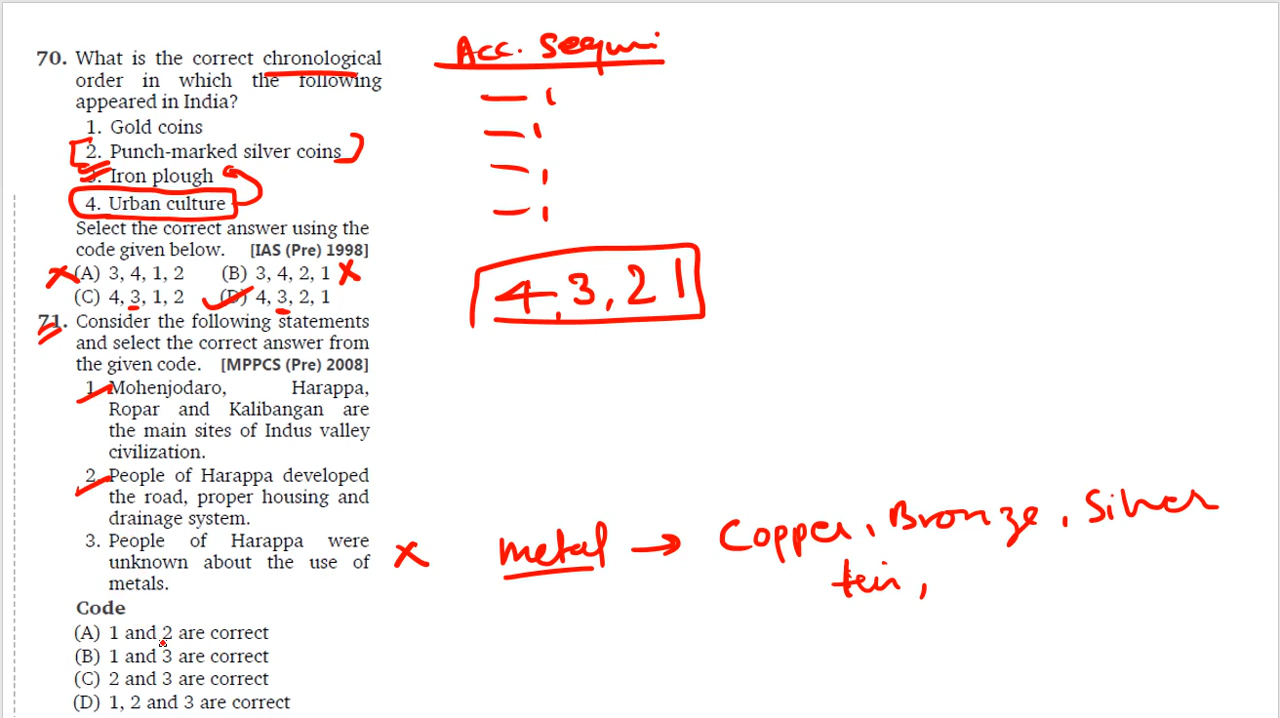 70. What is the correct chronological
order in which the following
appeared in India?
1. Gold coins
2. Punch-marked silver coins
3. Iron plough
4. Urban culture
Select the correct answer using the
code given below. [IAS (Pre) 1998]
(A) 3, 4, 1, 2 (B) 3, 4, 2, 1
(C) 4, 3, 1, 2 (D) 4, 3, 2, 1
71. Consider the following statements
and select the correct answer from
the given code. [MPPCS (Pre) 2008]
1. Mohenjodaro, Harappa,
Ropar and Kalibangan are
the main sites of Indus valley
civilization.
2. People of Harappa developed
the road, proper housing and
drainage system.
3. People of Harappa were
unknown about the use of
metals.
Code
(A) 1 and 2 are correct
(B) 1 and 3 are correct
(C) 2 and 3 are correct
(D) 1, 2 and 3 are correct
Acc.
4, 3, 2 1
metal → Copper, Bronze, Silver
tein,